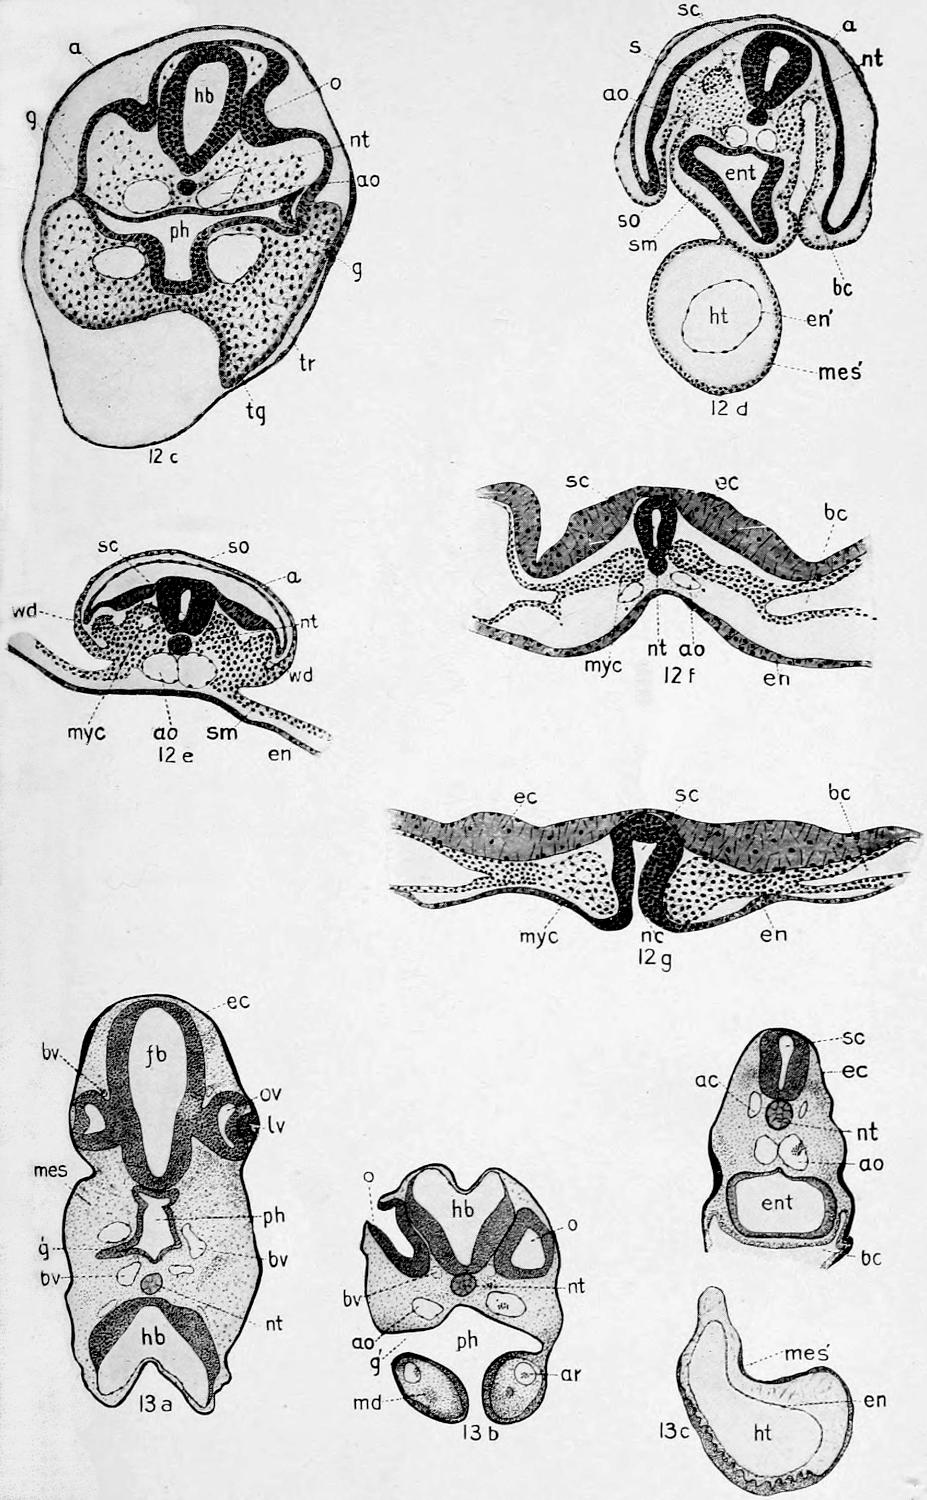 a
hb
o
g
nt
ao
ph
g
tr
tg
12 c
sc
a
s
nt
ao
ent
so
sm
bc
ht
en'
mes'
12 d
sc
so
a
wd
nt
wd
myc
ao
sm
12 e
en
sc
ec
bc
nt
ao
myc
12 f
en
ec
sc
bc
myc
nc
en
12 g
ec
bv
fb
ov
lv
mes
ph
g'
bv
bv
nt
hb
13 a
o
hb
o
bv
nt
ao
g'
ph
ar
md
13 b
sc
ac
ec
nt
ao
ent
bc
mes'
en
13 c
ht